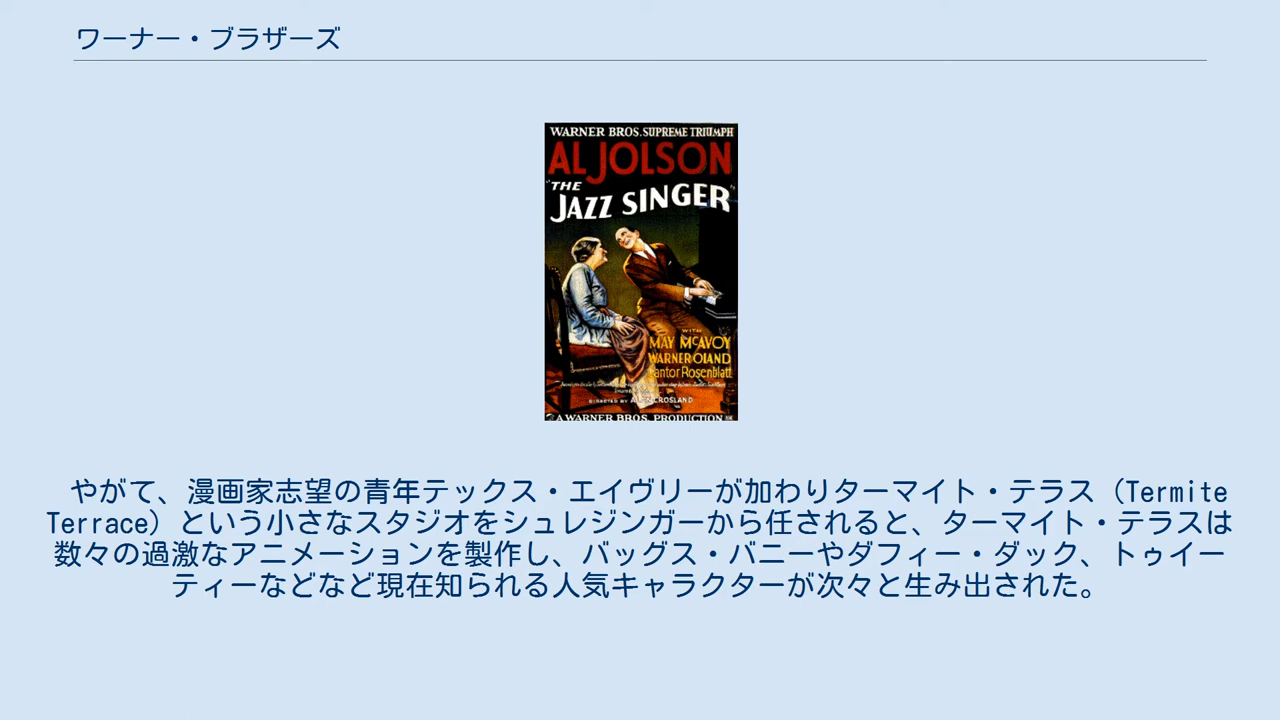 ワーナー・ブラザーズ
WARNER BROS. SUPREME TRIUMPH
AL JOLSON
"THE
JAZZ SINGER"
WITH
MAY McAVOY
WARNER OLAND
Cantor Rosenblatt
DIRECTED BY ALAN CROSLAND
A WARNER BROS. PRODUCTION
やがて、漫画家志望の青年テックス・エイヴリーが加わりターマイト・テラス（Termite
Terrace）という小さなスタジオをシュレジンガーから任されると、ターマイト・テラスは
数々の過激なアニメーションを製作し、バッグス・バニーやダフィー・ダック、トゥイー
ティーなどなど現在知られる人気キャラクターが次々と生み出された。